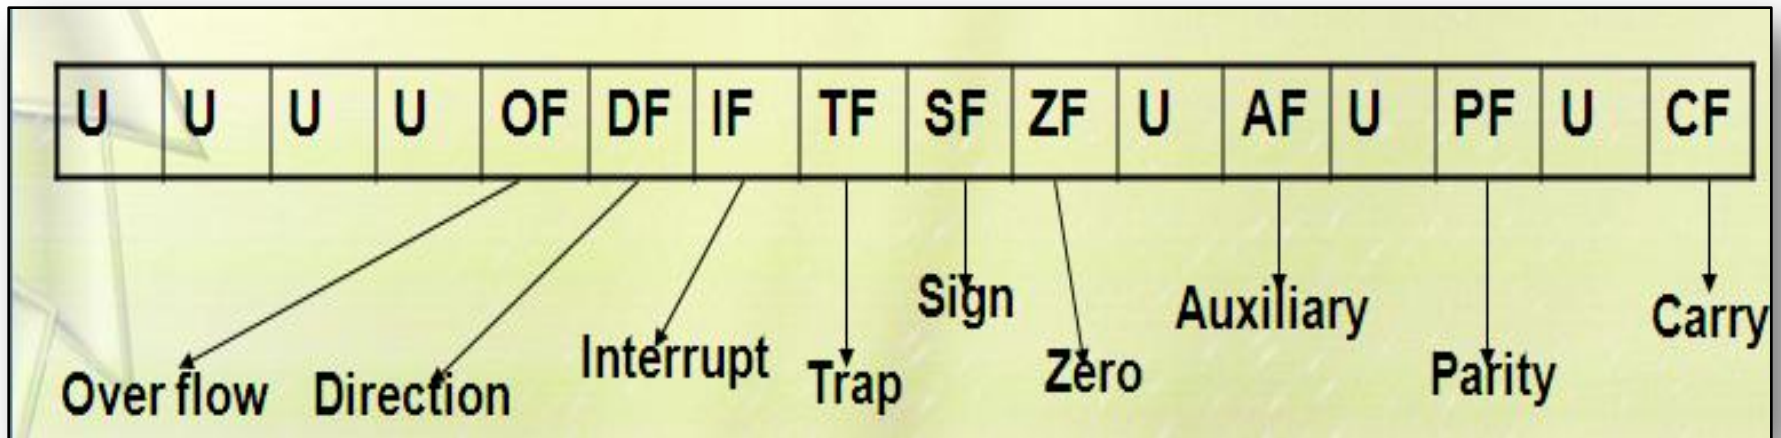 U U U U OF DF IF TF SF ZF U AF U PF U CF
Over flow Direction Interrupt Trap Sign Zero Auxiliary Parity Carry